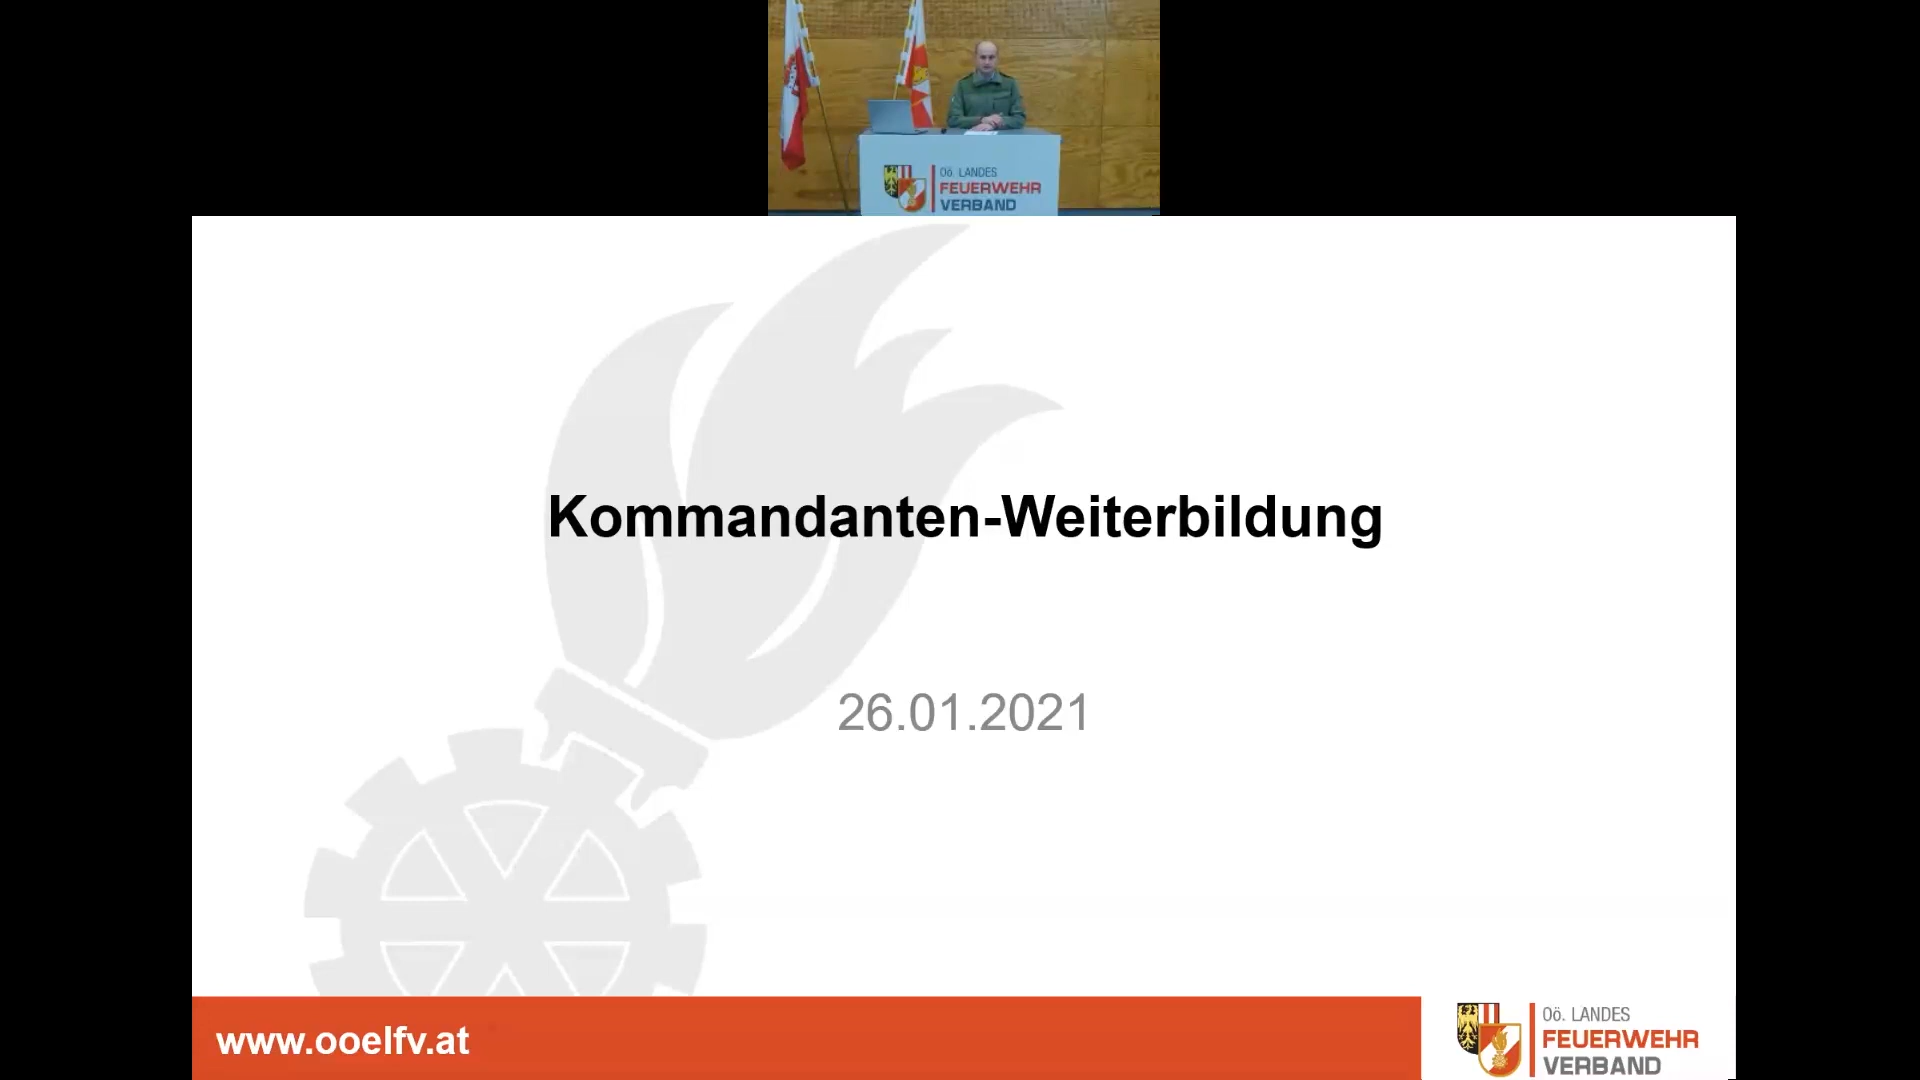 Oö. LANDES
FEUERWEHR
VERBAND
Kommandanten-Weiterbildung
26.01.2021
www.ooelfv.at
Oö. LANDES
FEUERWEHR
VERBAND